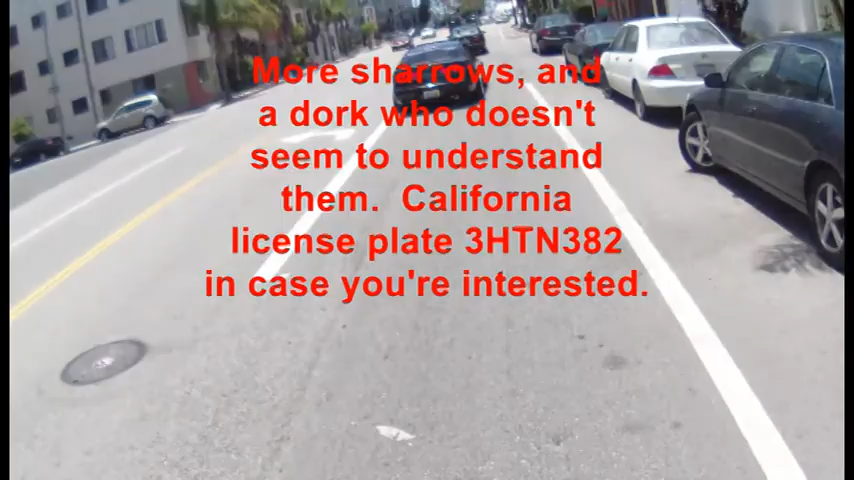 More sharrows, and
a dork who doesn't
seem to understand
them.  California
license plate 3HTN382
in case you're interested.